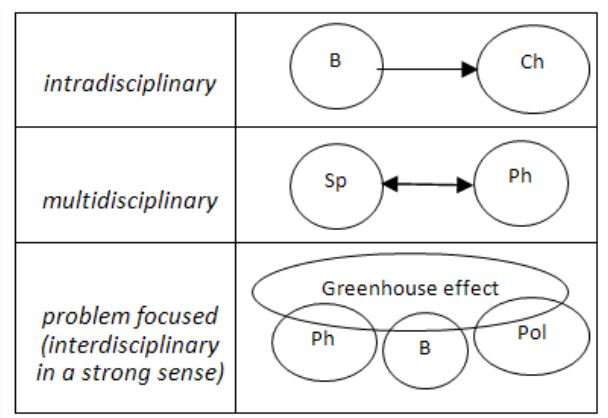 intradisciplinary
B
Ch
multidisciplinary
Sp
Ph
problem focused
(interdisciplinary
in a strong sense)
Greenhouse effect
Ph
B
Pol